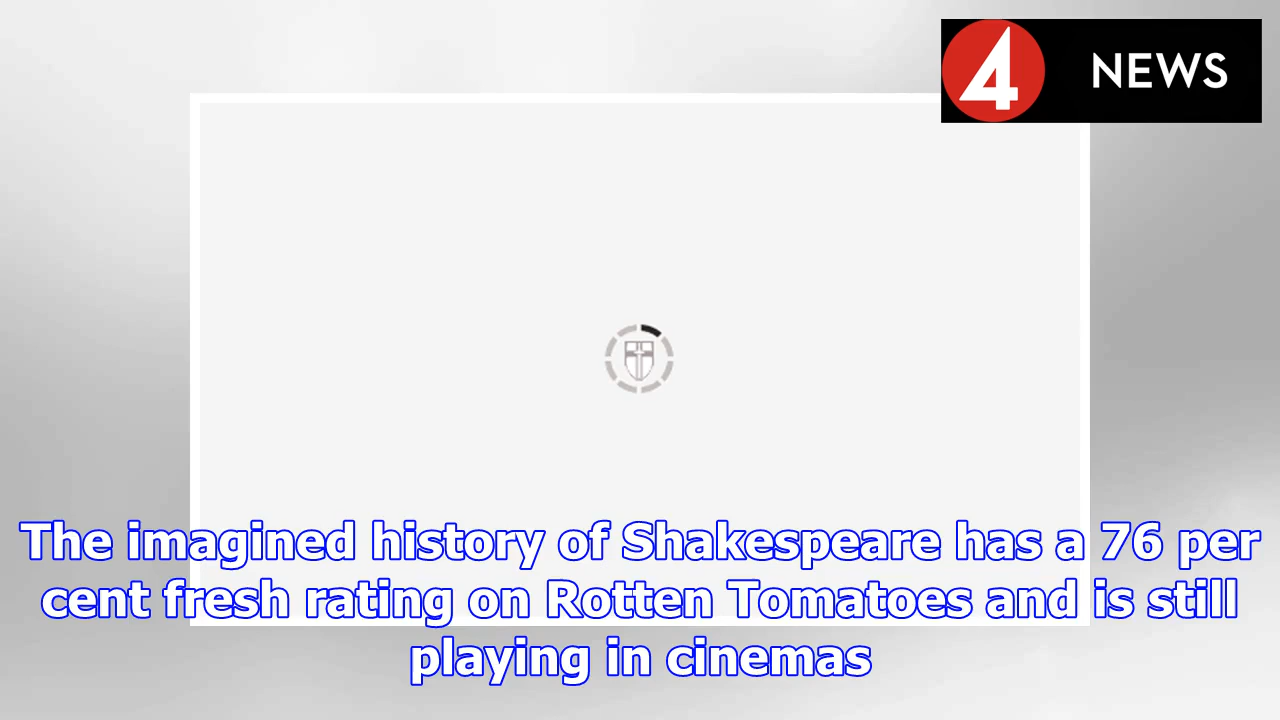 4 NEWS
The imagined history of Shakespeare has a 76 per
cent fresh rating on Rotten Tomatoes and is still
playing in cinemas